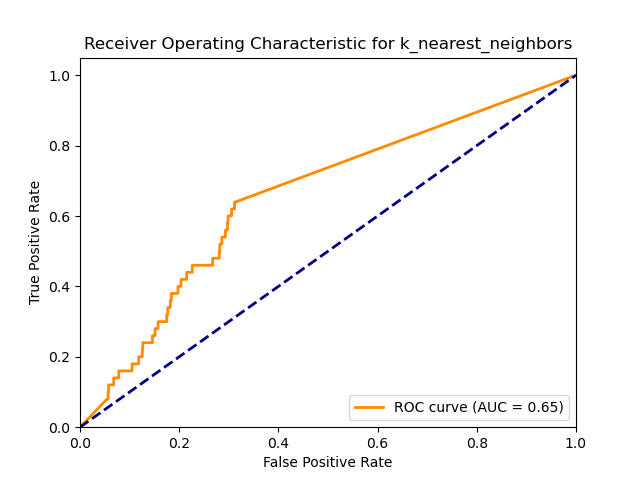 Receiver Operating Characteristic for k_nearest_neighbors
True Positive Rate
1.0
0.8
0.6
0.4
0.2
0.0
ROC curve (AUC = 0.65)
0.0 0.2 0.4 0.6 0.8 1.0
False Positive Rate